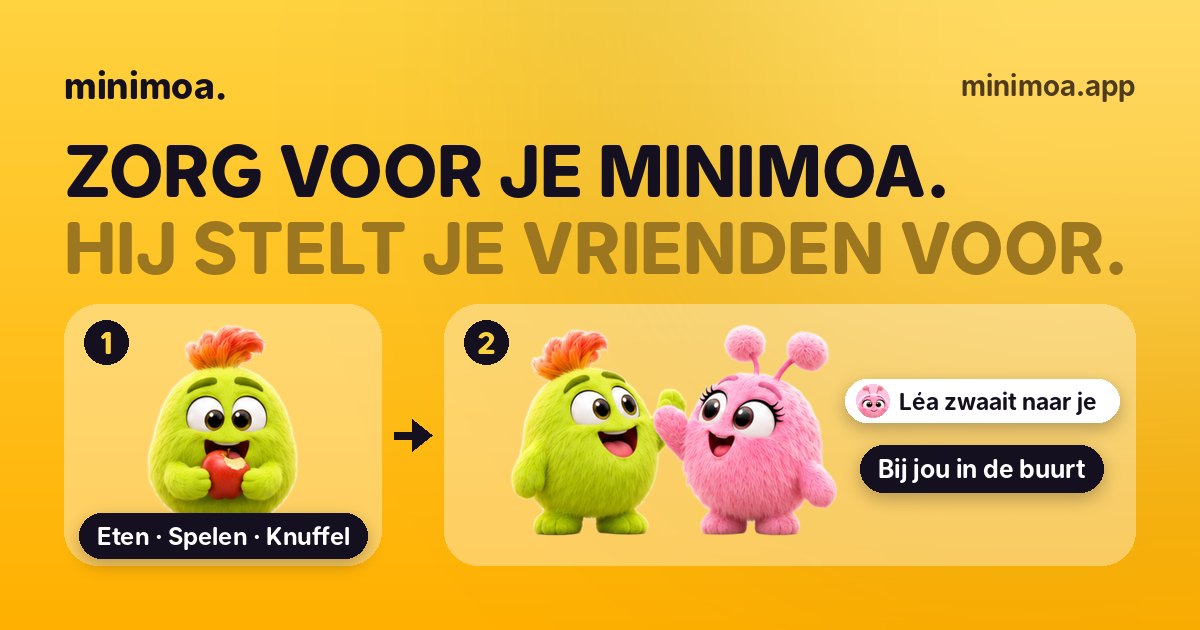 minimoa.
minimoa.app
ZORG VOOR JE MINIMOA.
HIJ STELT JE VRIENDEN VOOR.
1
Eten · Spelen · Knuffel
2
Léa zwaait naar je
Bij jou in de buurt